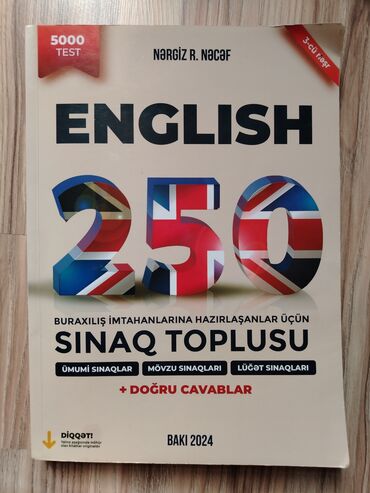 5000
TEST
NƏRGİZ R. NƏCƏF
3-cü nəşr
ENGLISH
250
BURAXILIŞ İMTAHANLARINA HAZIRLAŞANLAR ÜÇÜN
SINAQ TOPLUSU
ÜMUMİ SINAQLAR MÖVZU SINAQLARI LÜĞƏT SINAQLARI
+ DOĞRU CAVABLAR
DİQQƏT!
BAKI 2024